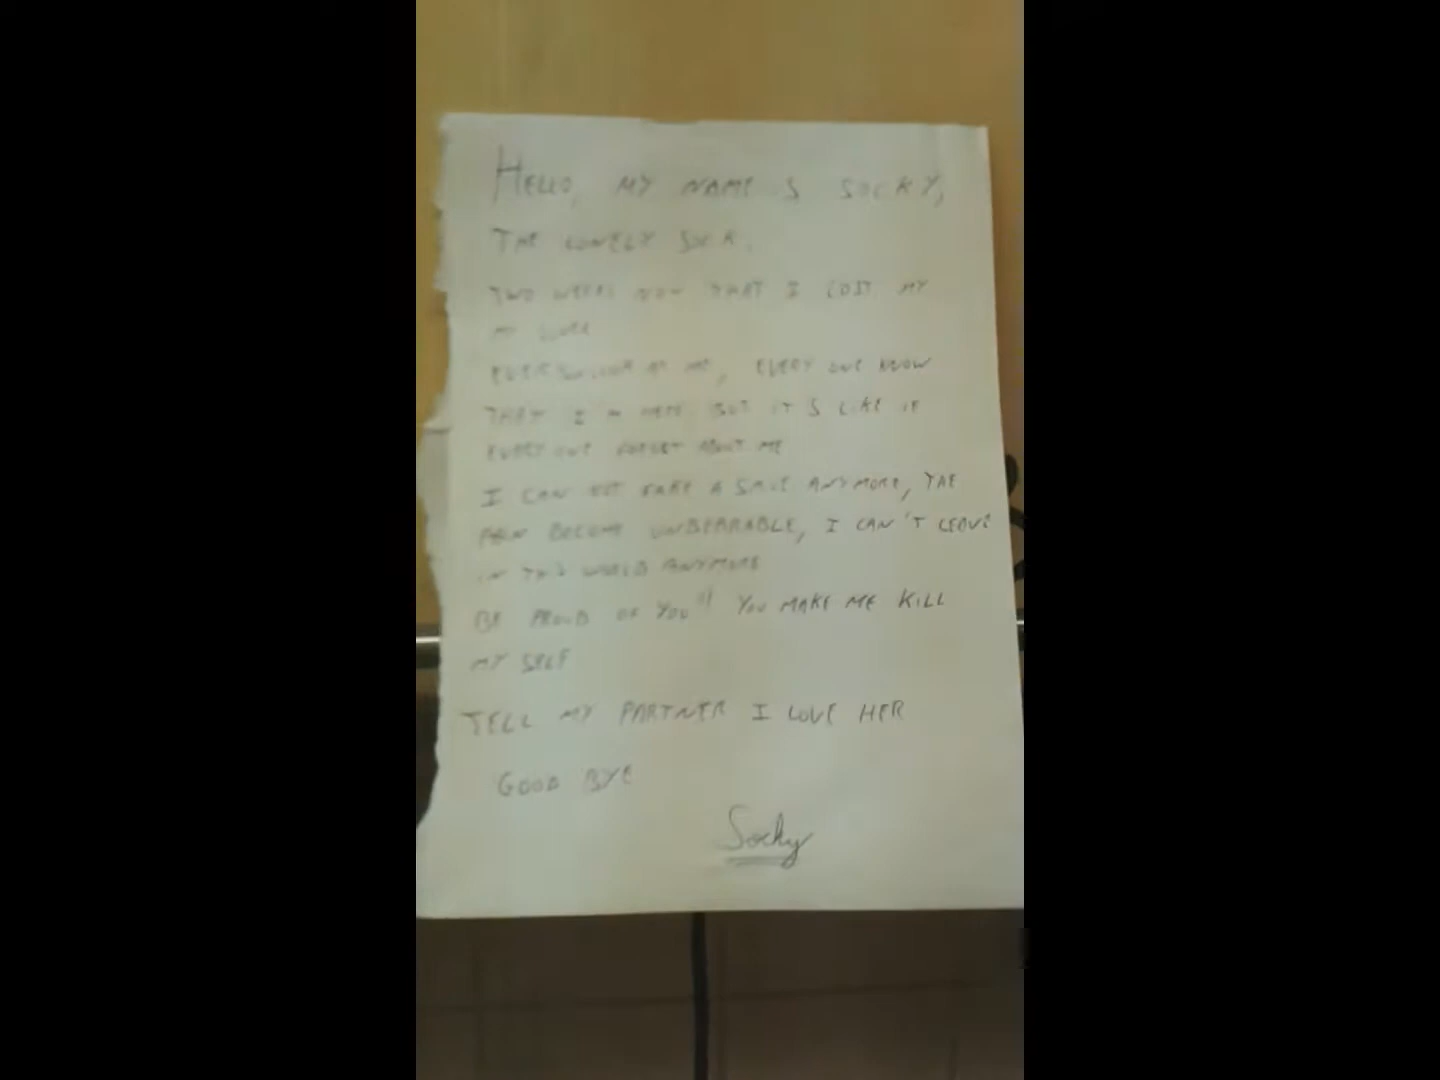 HELLO, MY NAME IS SOCKY,
THE LONELY SOCK.
TWO WEEKS NOW THAT I LOST MY
MY
ME, EVERY ONE KNOW
THAT I'M HERE BUT IT S LIKE IF
EVERY ONE FORGET ABOUT ME
I CAN NOT FAKE A SMILE ANYMORE, THE
PAIN BECOME UNBEARABLE, I CAN'T LEAVE
IN THIS WORLD ANYMORE
BE PROUD OF YOU!! YOU MAKE ME KILL
MY SELF
TELL MY PARTNER I LOVE HER
GOOD BYE
Socky